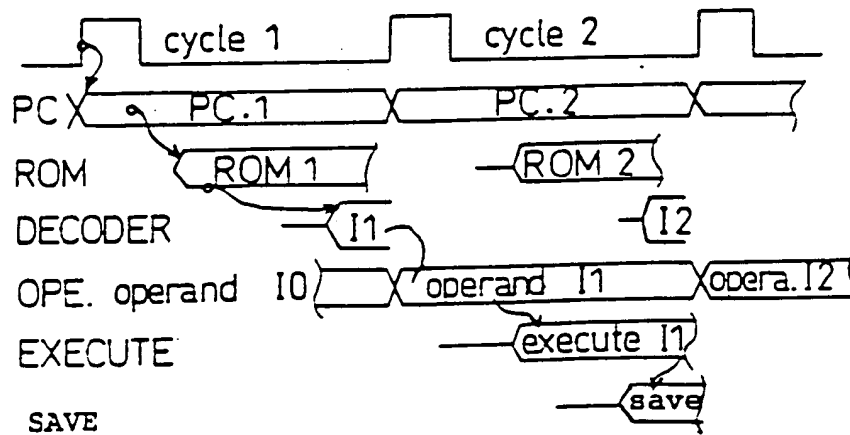 cycle 1 cycle 2
PC PC.1 PC.2
ROM ROM 1 ROM 2
DECODER I1 I2
OPE. operand I0 operand I1 opera. I2
EXECUTE execute I1
SAVE save